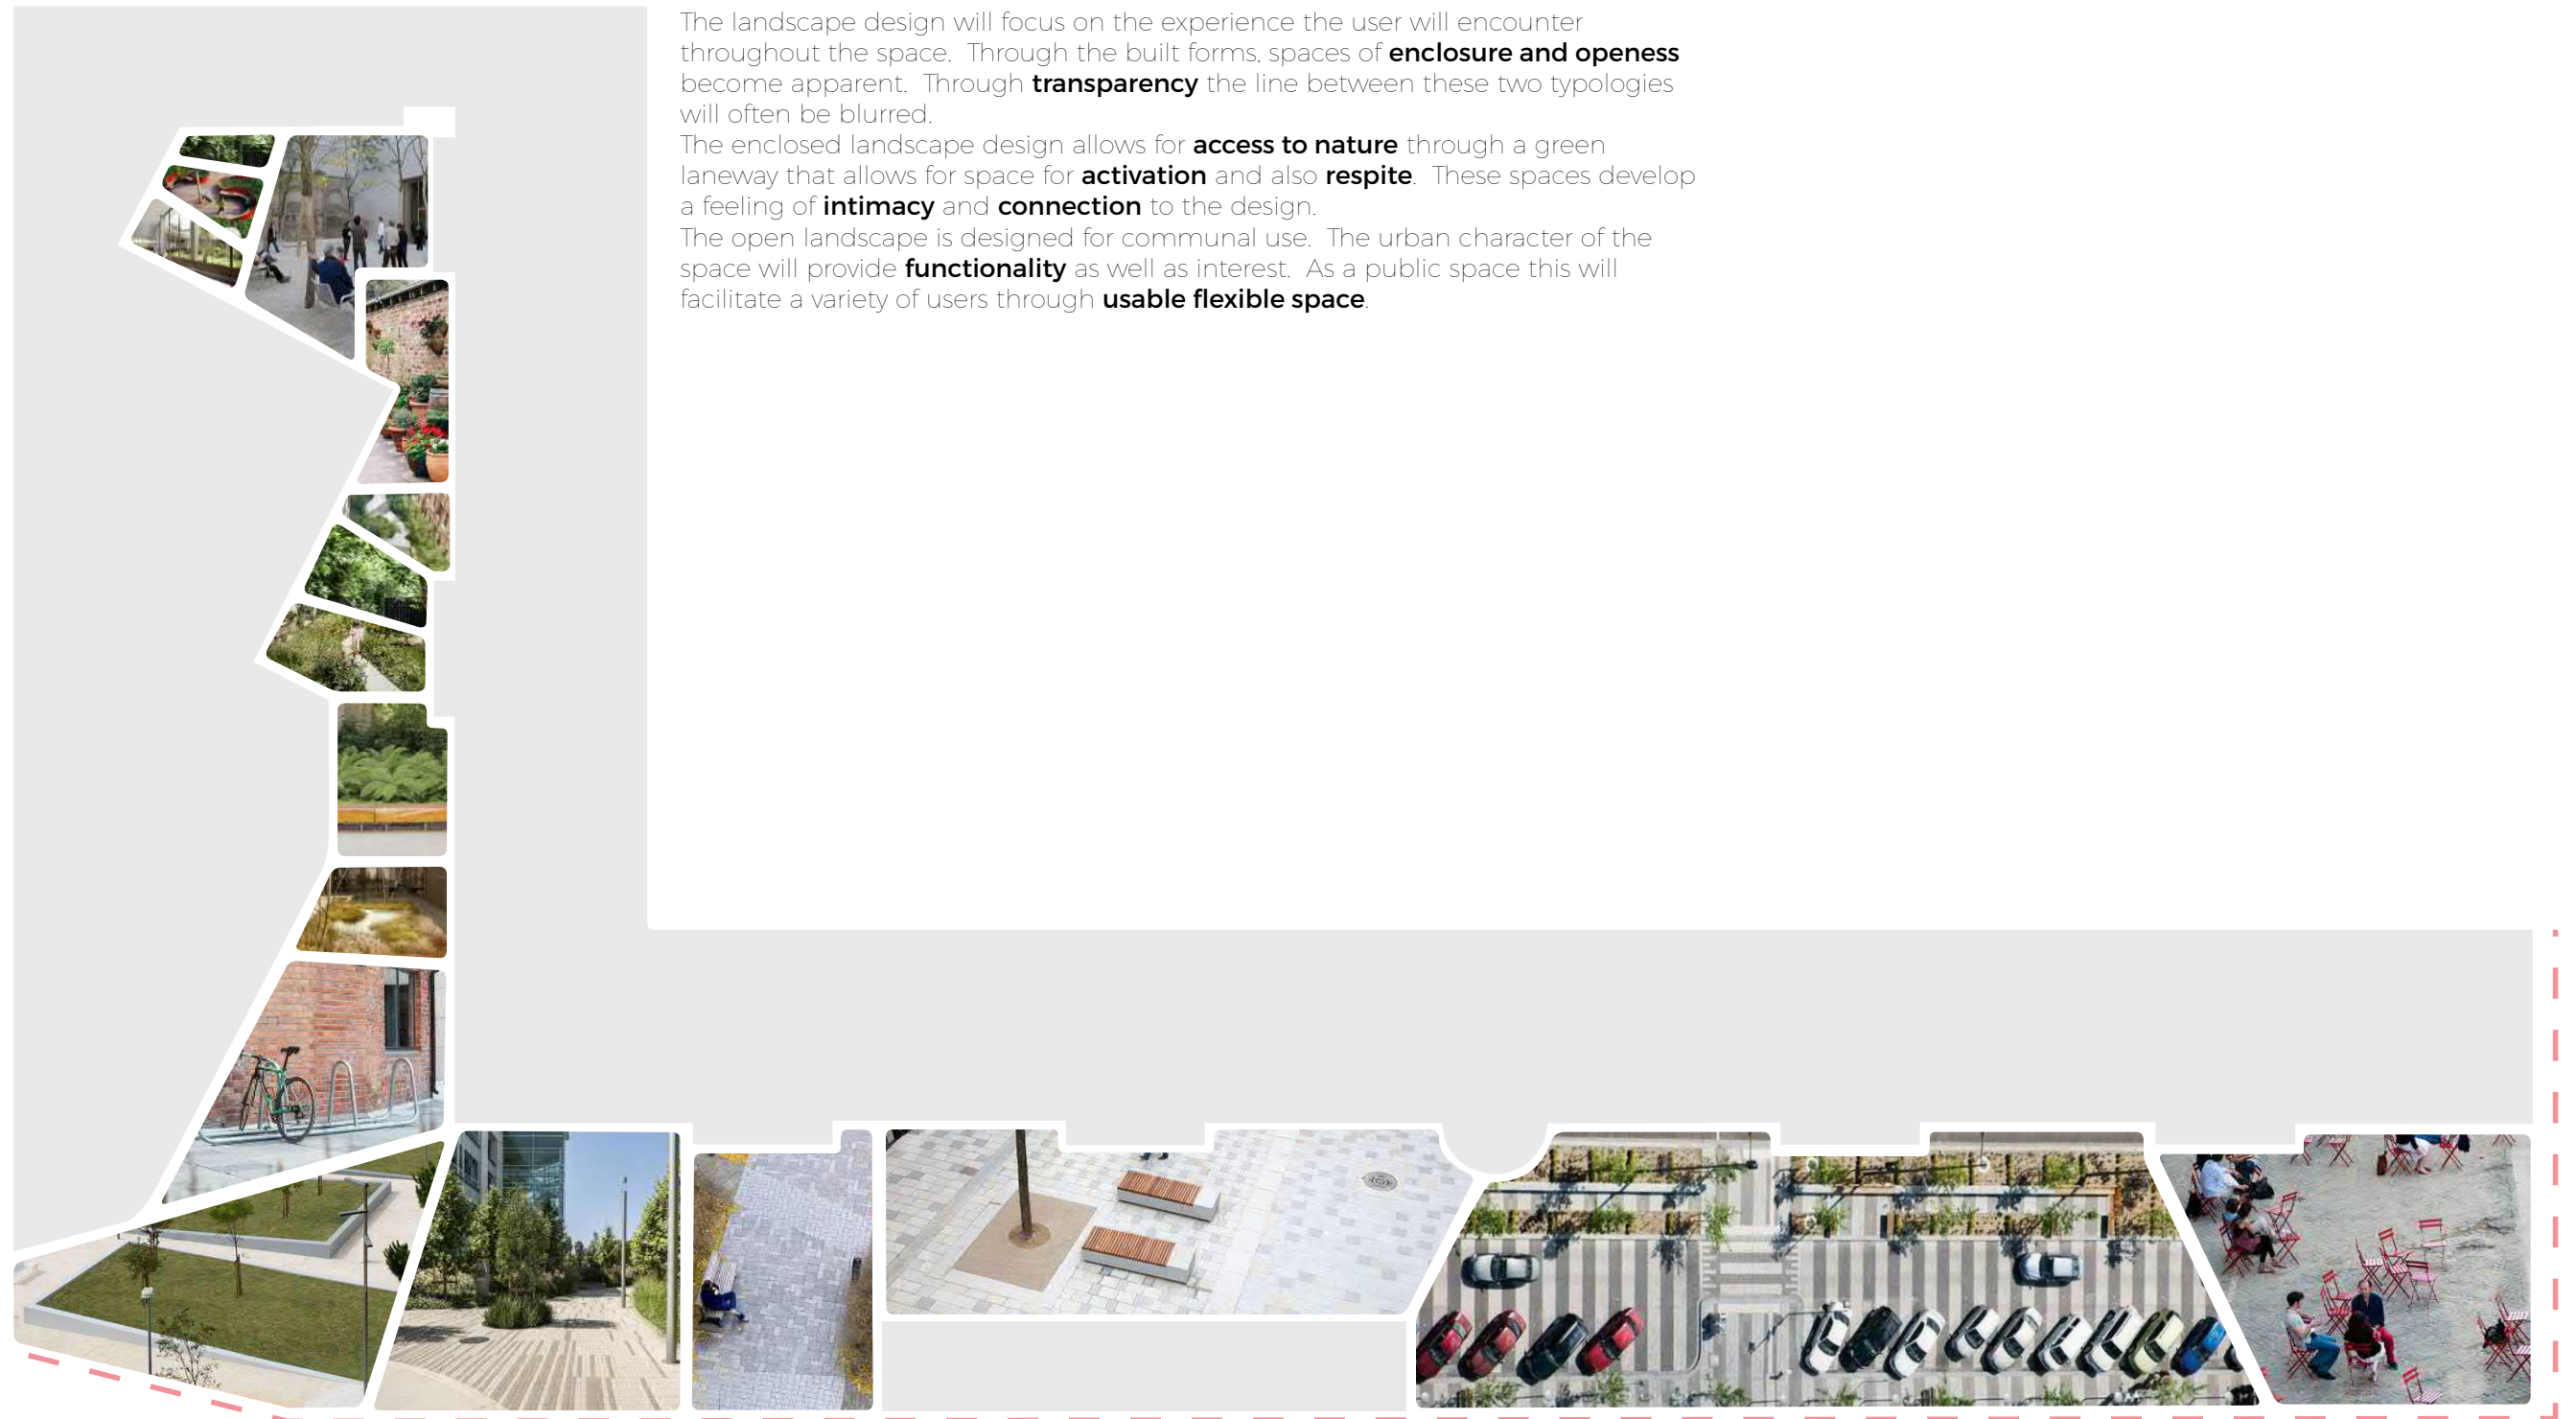 The landscape design will focus on the experience the user will encounter
throughout the space.  Through the built forms, spaces of enclosure and openess
become apparent.  Through transparency the line between these two typologies
will often be blurred.
The enclosed landscape design allows for access to nature through a green
laneway that allows for space for activation and also respite.  These spaces develop
a feeling of intimacy and connection to the design.
The open landscape is designed for communal use.  The urban character of the
space will provide functionality as well as interest.  As a public space this will
facilitate a variety of users through usable flexible space.